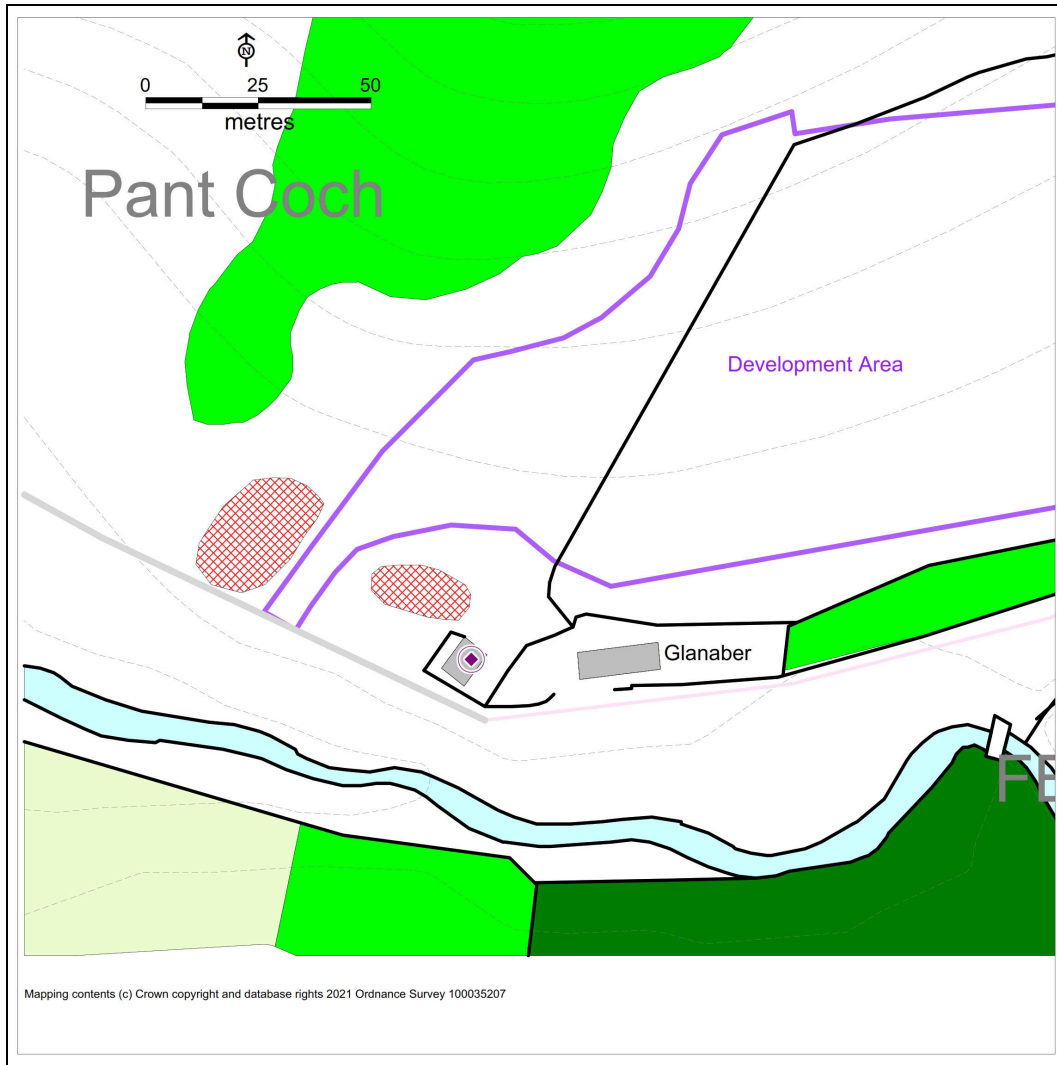 N
0 25 50
metres
Pant Coch
Development Area
Glanaber
FB
Mapping contents (c) Crown copyright and database rights 2021 Ordnance Survey 100035207